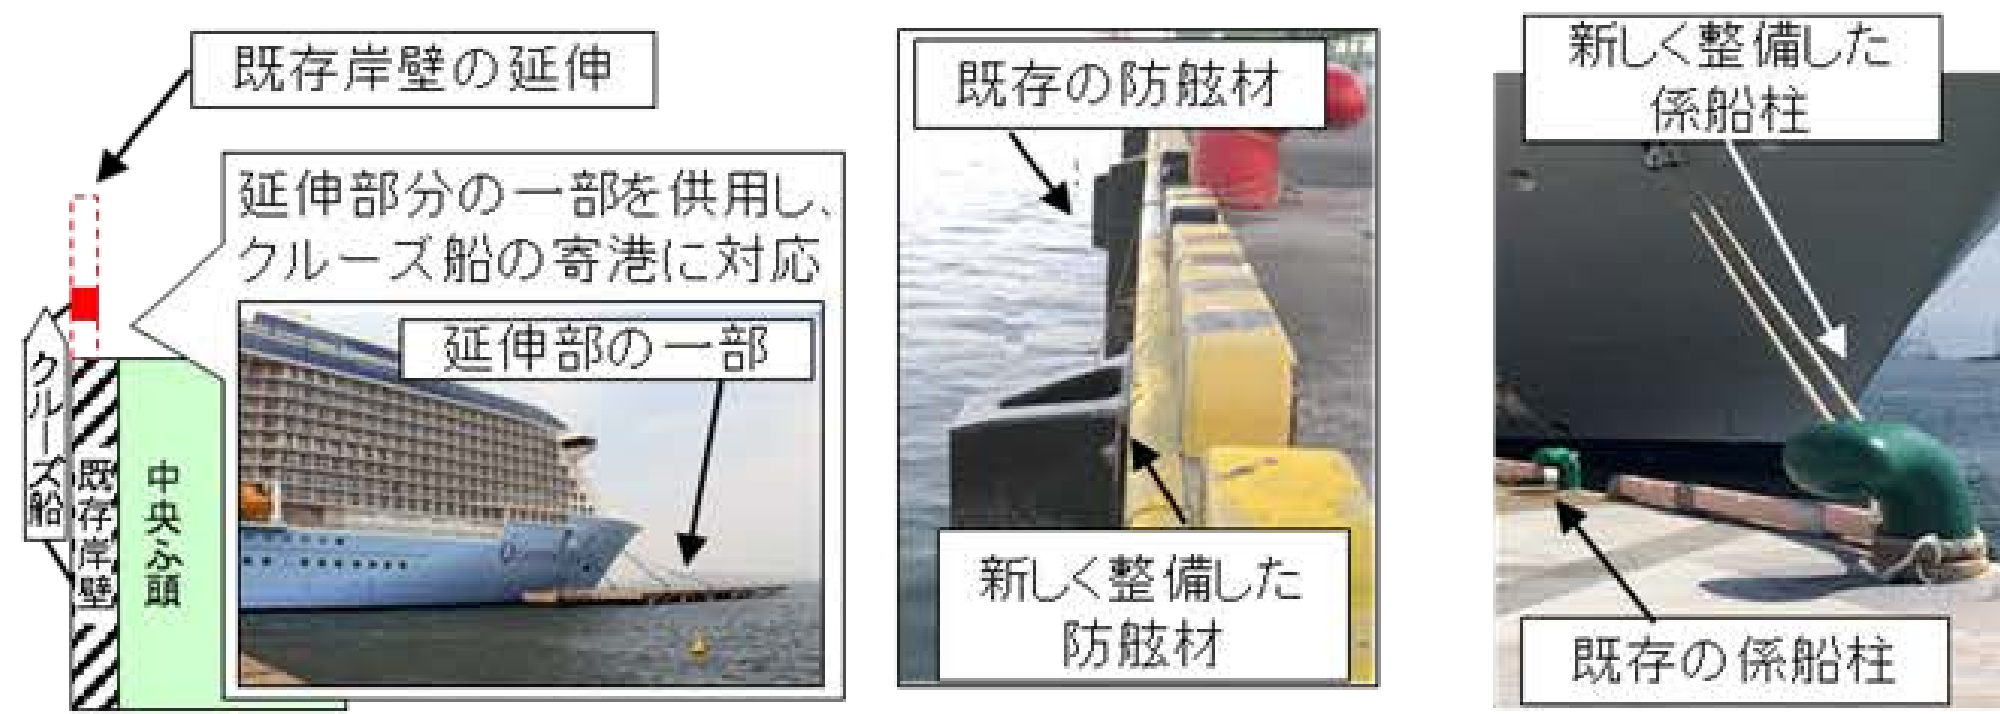 既存岸壁の延伸
延伸部分の一部を供用し、
クルーズ船の寄港に対応
延伸部の一部
クルーズ船
既存岸壁
中央ふ頭
既存の防舷材
新しく整備した
防舷材
新しく整備した
係船柱
既存の係船柱